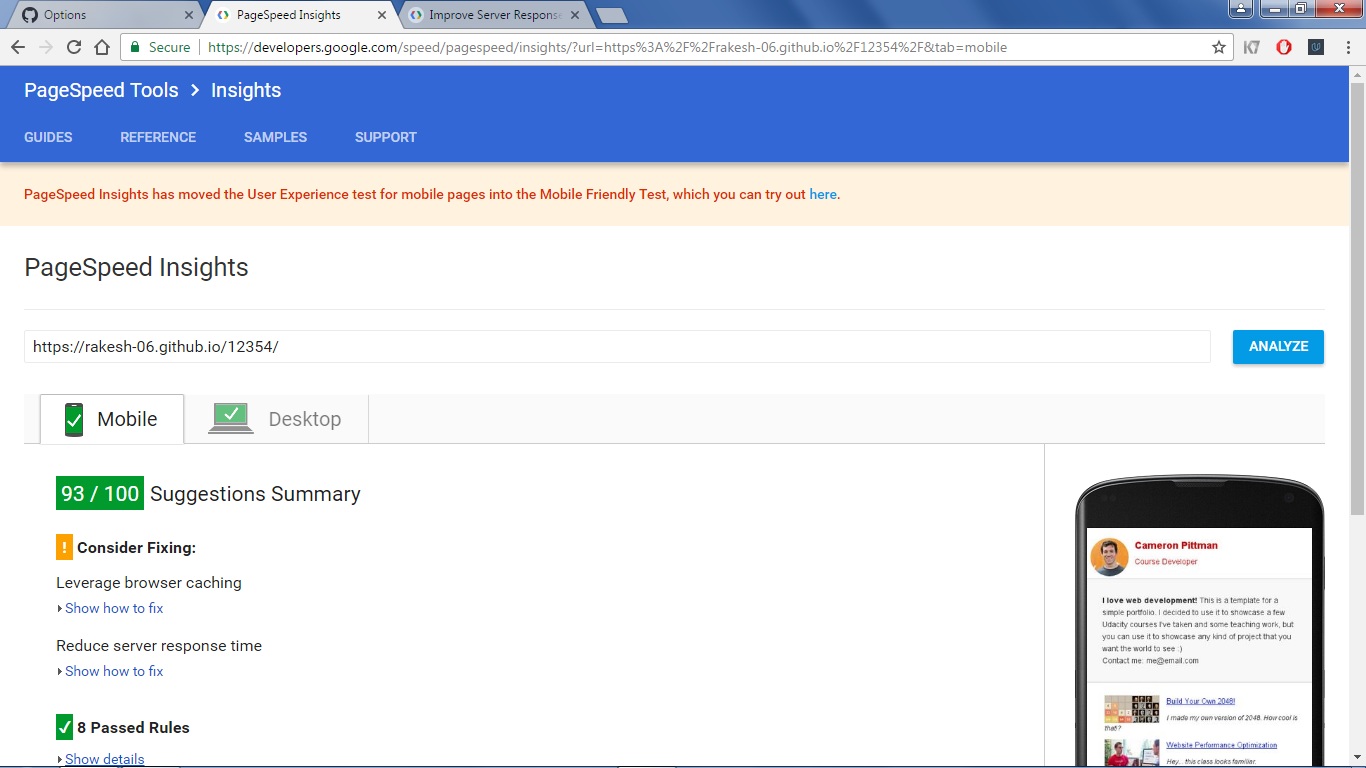 Options
PageSpeed Insights
Improve Server Response
Secure
https://developers.google.com/speed/pagespeed/insights/?url=https%3A%2F%2Frakesh-06.github.io%2F12354%2F&tab=mobile
K7
PageSpeed Tools
Insights
GUIDES
REFERENCE
SAMPLES
SUPPORT
PageSpeed Insights has moved the User Experience test for mobile pages into the Mobile Friendly Test, which you can try out here.
PageSpeed Insights
https://rakesh-06.github.io/12354/
ANALYZE
Mobile
Desktop
93 / 100 Suggestions Summary
! Consider Fixing:
Leverage browser caching
Show how to fix
Reduce server response time
Show how to fix
8 Passed Rules
Show details
Cameron Pittman
Course Developer
I love web development! This is a template for a
simple portfolio. I decided to use it to showcase a few
Udacity courses I've taken and some teaching work, but
you can use it to showcase any kind of project that you
want the world to see :)
Contact me: me@email.com
Build Your Own 2048!
I made my own version of 2048. How cool is
that?
Website Performance Optimization
Hey... this class looks familiar.